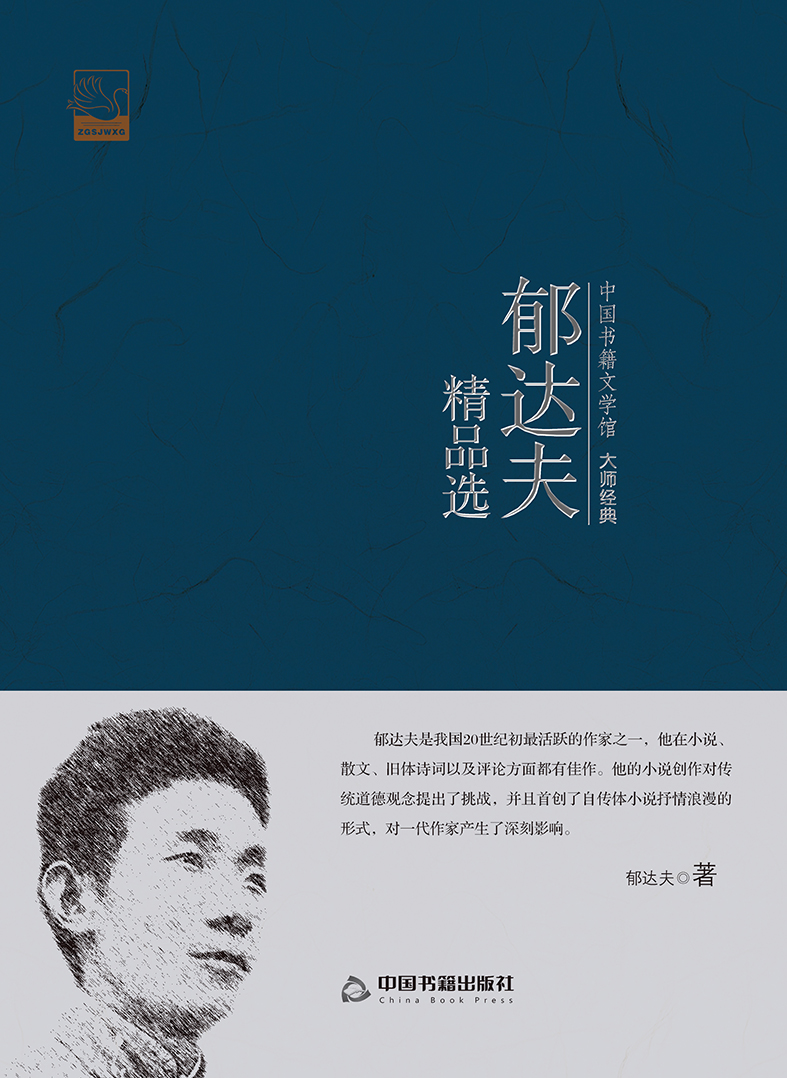 ZGSJWXG
中国书籍文学馆 大师经典
郁达夫
精品选
郁达夫是我国20世纪初最活跃的作家之一，他在小说、
散文、旧体诗词以及评论方面都有佳作。他的小说创作对传
统道德观念提出了挑战，并且首创了自传体小说抒情浪漫的
形式，对一代作家产生了深刻影响。
郁达夫◎著
中国书籍出版社
China Book Press